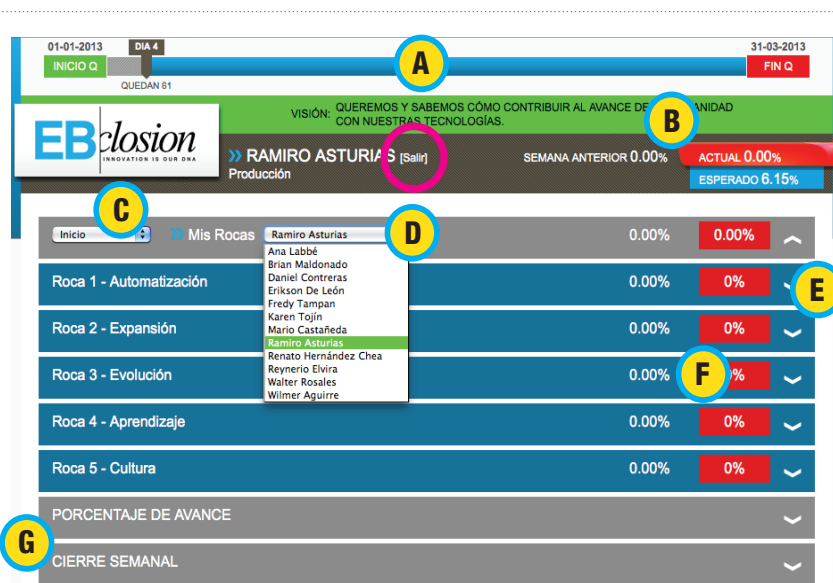 01-01-2013 DIA 4 31-03-2013
INICIO Q A FIN Q
QUEDAN 61
VISIÓN: QUEREMOS Y SABEMOS CÓMO CONTRIBUIR AL AVANCE DE ANIDAD
CON NUESTRAS TECNOLOGÍAS.
B
EBclosion
INNOVATION IS OUR DNA
» RAMIRO ASTURIAS [Salir] SEMANA ANTERIOR 0.00% ACTUAL 0.00%
Producción ESPERADO 6.15%
C
Inicio » Mis Rocas Ramiro Asturias D 0.00% 0.00%
Ana Labbé
Brian Maldonado
Daniel Contreras
Erikson De León
Fredy Tampan
Karen Tojín
Mario Castañeda
Ramiro Asturias
Renato Hernández Chea
Reynerio Elvira
Walter Rosales
Wilmer Aguirre
Roca 1 - Automatización 0.00% 0% E
Roca 2 - Expansión 0.00% 0%
Roca 3 - Evolución 0.00% F %
Roca 4 - Aprendizaje 0.00% 0%
Roca 5 - Cultura 0.00% 0%
PORCENTAJE DE AVANCE
G
CIERRE SEMANAL